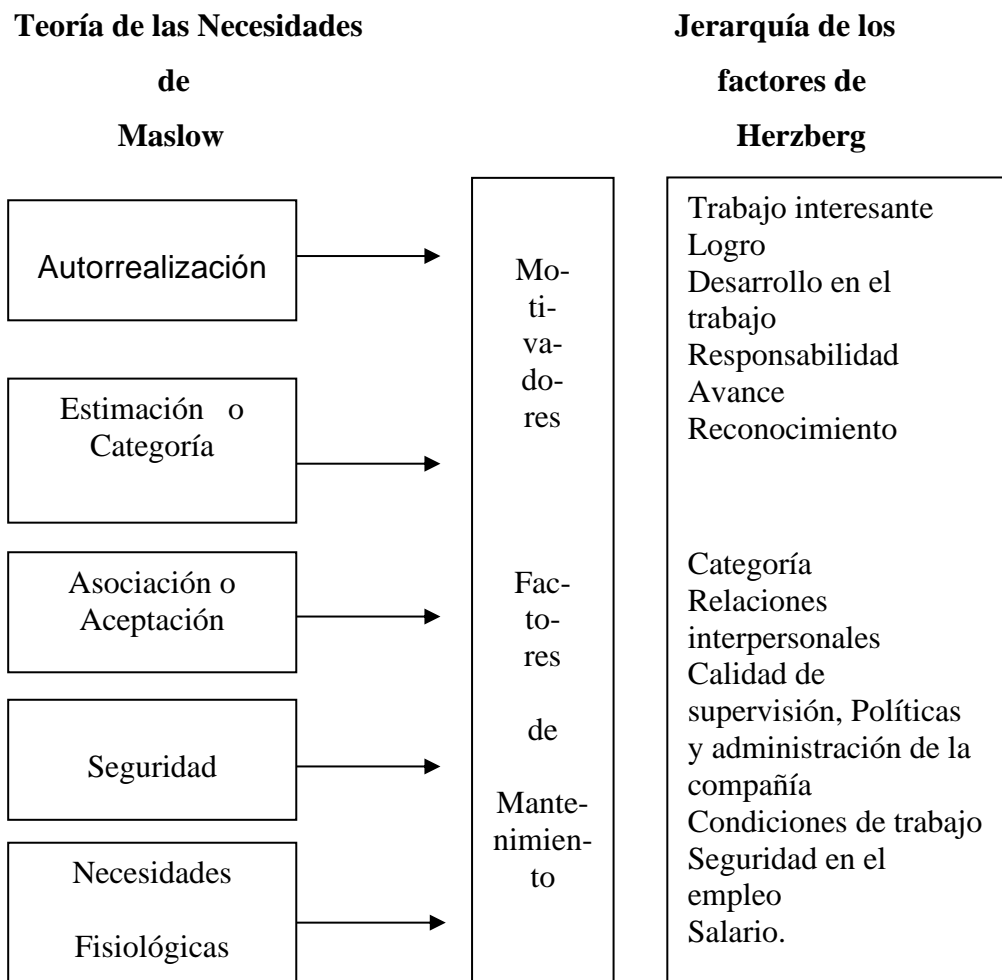 Teoría de las Necesidades
de
Maslow
Jerarquía de los
factores de
Herzberg
Autorrealización
Estimación o
Categoría
Asociación o
Aceptación
Seguridad
Necesidades
Fisiológicas
Mo-
ti-
va-
do-
res
Fac-
to-
res
de
Mante-
nimien-
to
Trabajo interesante
Logro
Desarrollo en el
trabajo
Responsabilidad
Avance
Reconocimiento
Categoría
Relaciones
interpersonales
Calidad de
supervisión, Políticas
y administración de la
compañía
Condiciones de trabajo
Seguridad en el
empleo
Salario.